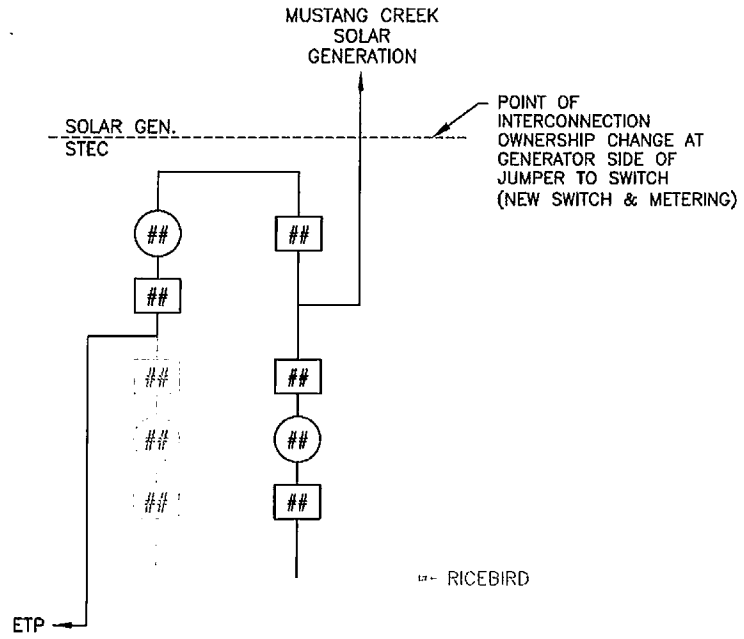 MUSTANG CREEK
SOLAR
GENERATION
SOLAR GEN.
STEC
POINT OF
INTERCONNECTION
OWNERSHIP CHANGE AT
GENERATOR SIDE OF
JUMPER TO SWITCH
(NEW SWITCH & METERING)
## ##
##
## ##
## ##
## ##
RICEBIRD
ETP